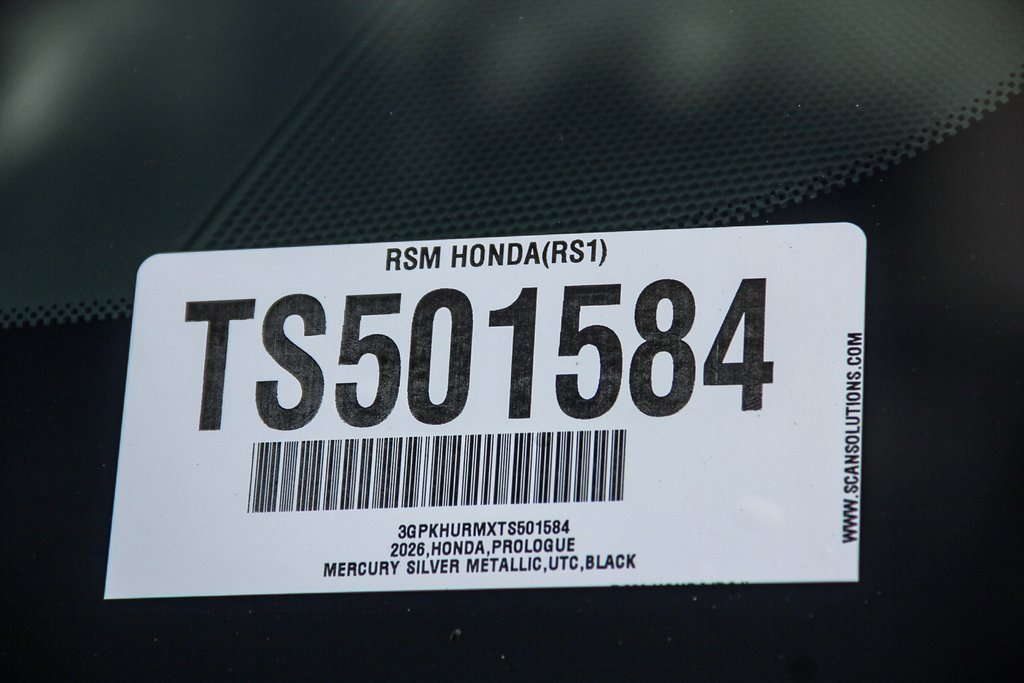 RSM HONDA(RS1)
TS501584
3GPKHURMXTS501584
2026,HONDA,PROLOGUE
MERCURY SILVER METALLIC,UTC,BLACK
WWW.SCANSOLUTIONS.COM